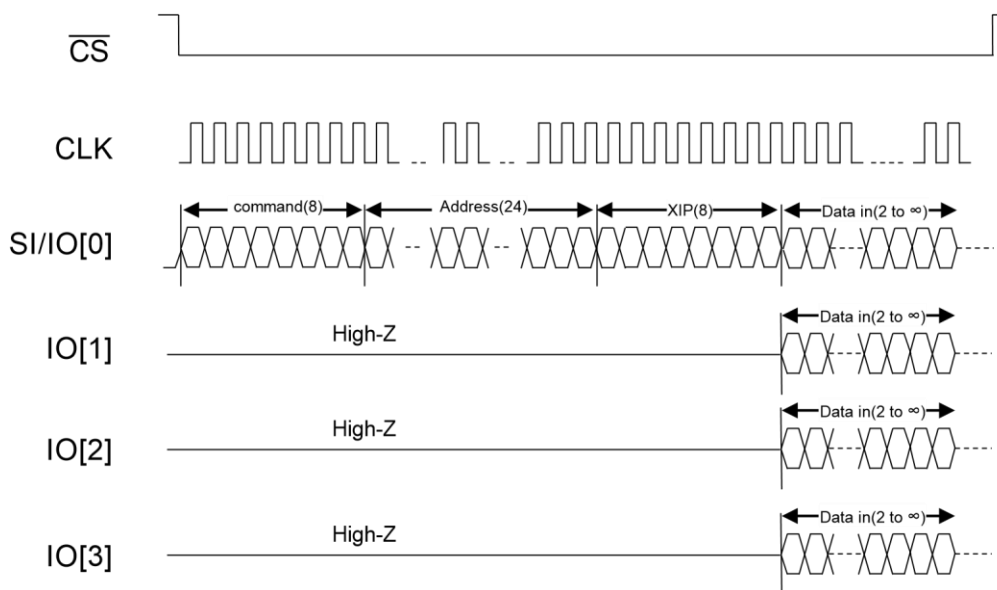 CS
CLK
command(8) Address(24) XIP(8) Data in(2 to ∞)
SI/IO[0]
Data in(2 to ∞)
High-Z
IO[1]
Data in(2 to ∞)
High-Z
IO[2]
Data in(2 to ∞)
High-Z
IO[3]